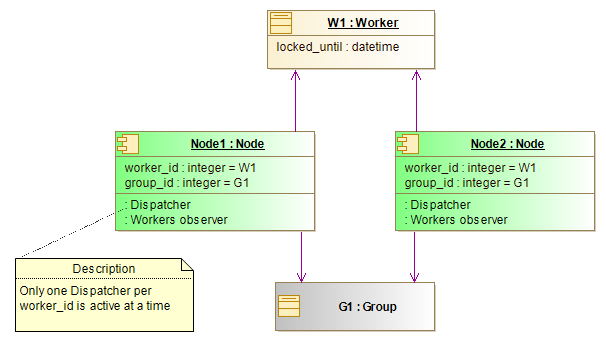 W1 : Worker
locked_until : datetime
Node1 : Node
worker_id : integer = W1
group_id : integer = G1
: Dispatcher
: Workers observer
Node2 : Node
worker_id : integer = W1
group_id : integer = G1
: Dispatcher
: Workers observer
Description
Only one Dispatcher per
worker_id is active at a time
G1 : Group